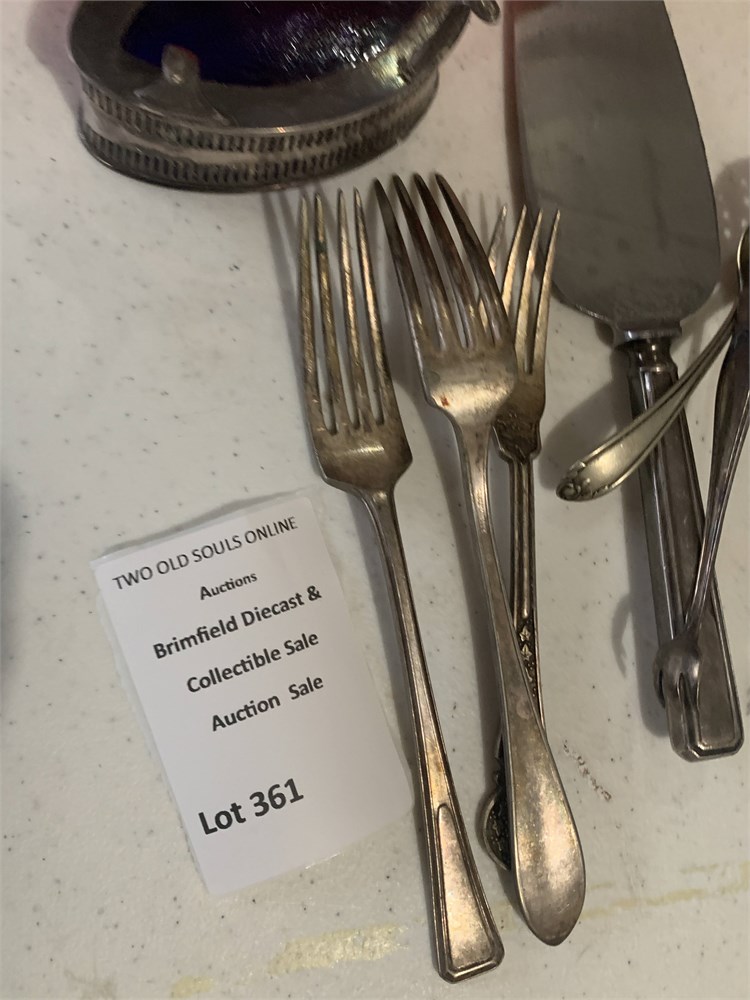 TWO OLD SOULS ONLINE
Auctions
Brimfield Diecast &
Collectible Sale
Auction Sale
Lot 361